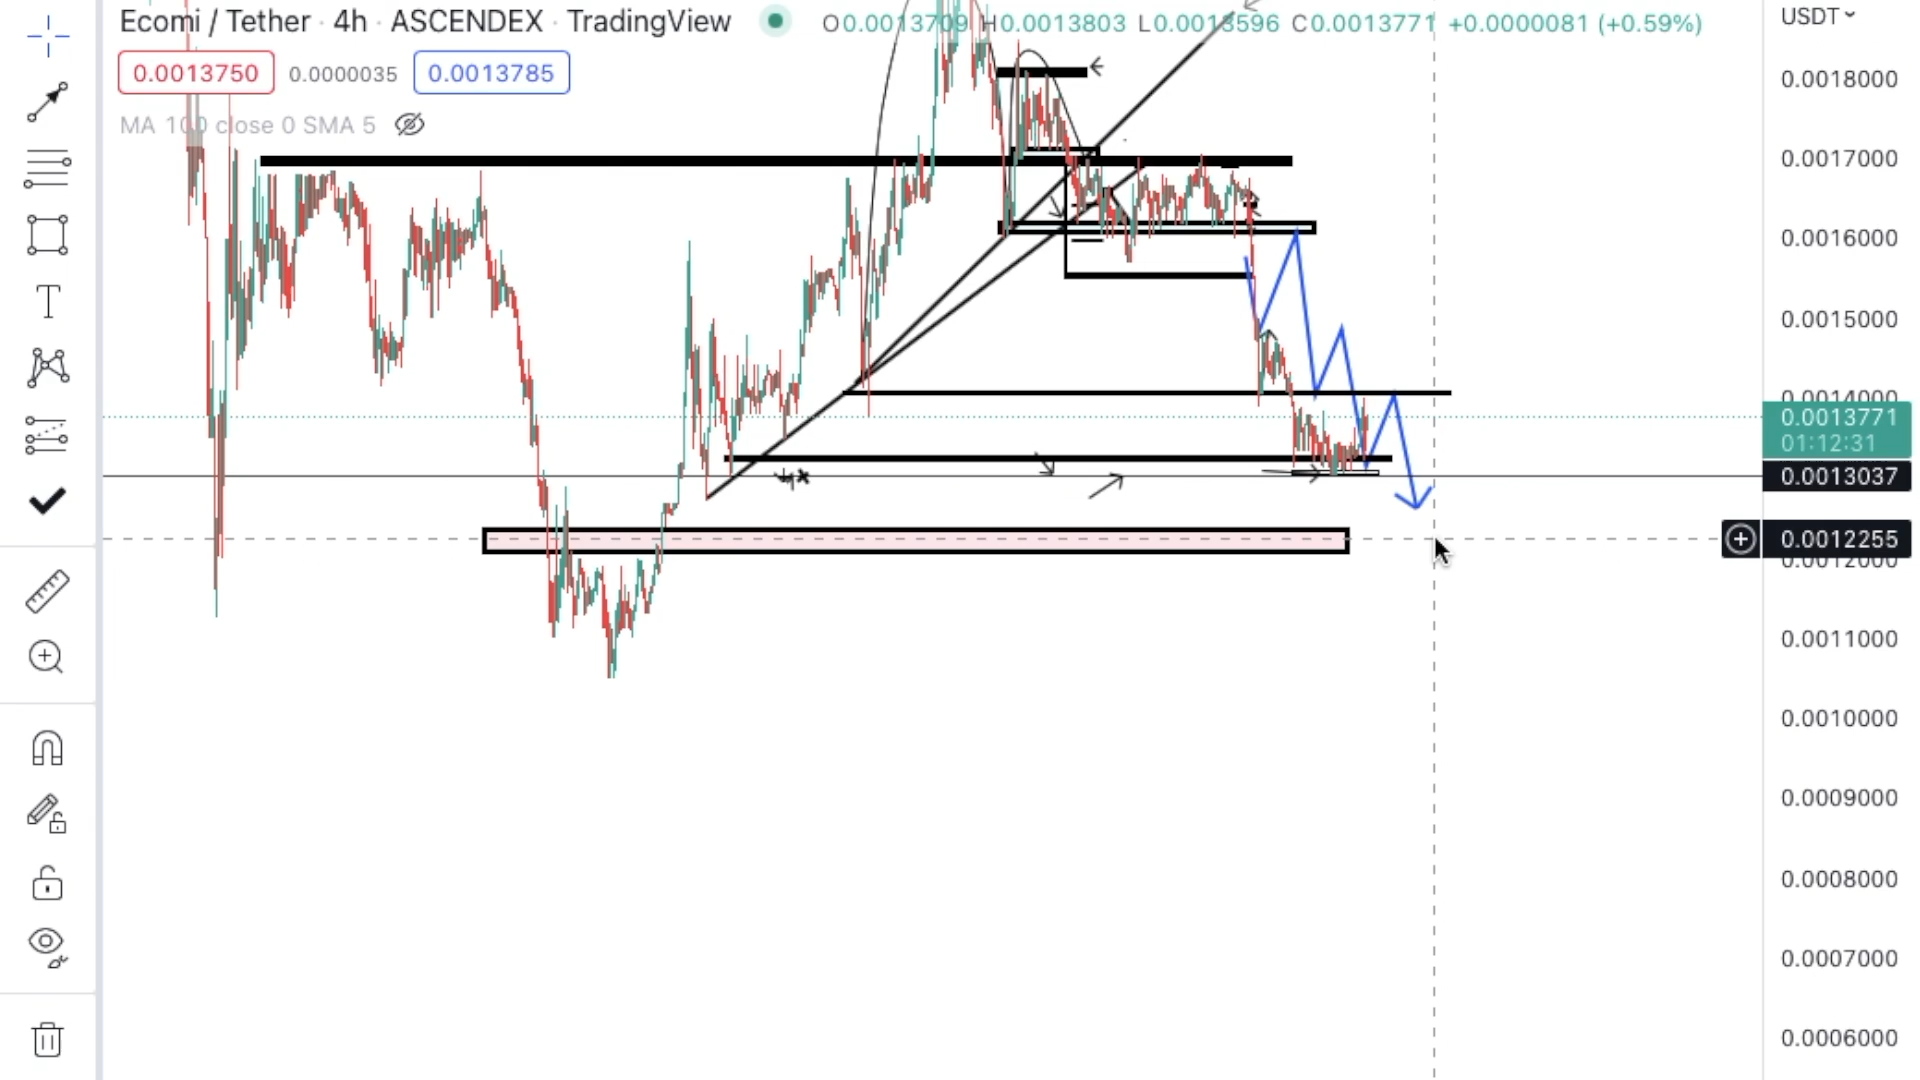 Ecomi / Tether · 4h · ASCENDEX · TradingView
O0.0013709 H0.0013803 L0.0013596 C0.0013771 +0.0000081 (+0.59%)
USDT
0.0013750 0.0000035 0.0013785
MA 100 close 0 SMA 5
0.0018000
0.0017000
0.0016000
0.0015000
0.0014000
0.0013771
01:12:31
0.0013037
0.0012255
0.0012000
0.0011000
0.0010000
0.0009000
0.0008000
0.0007000
0.0006000
T